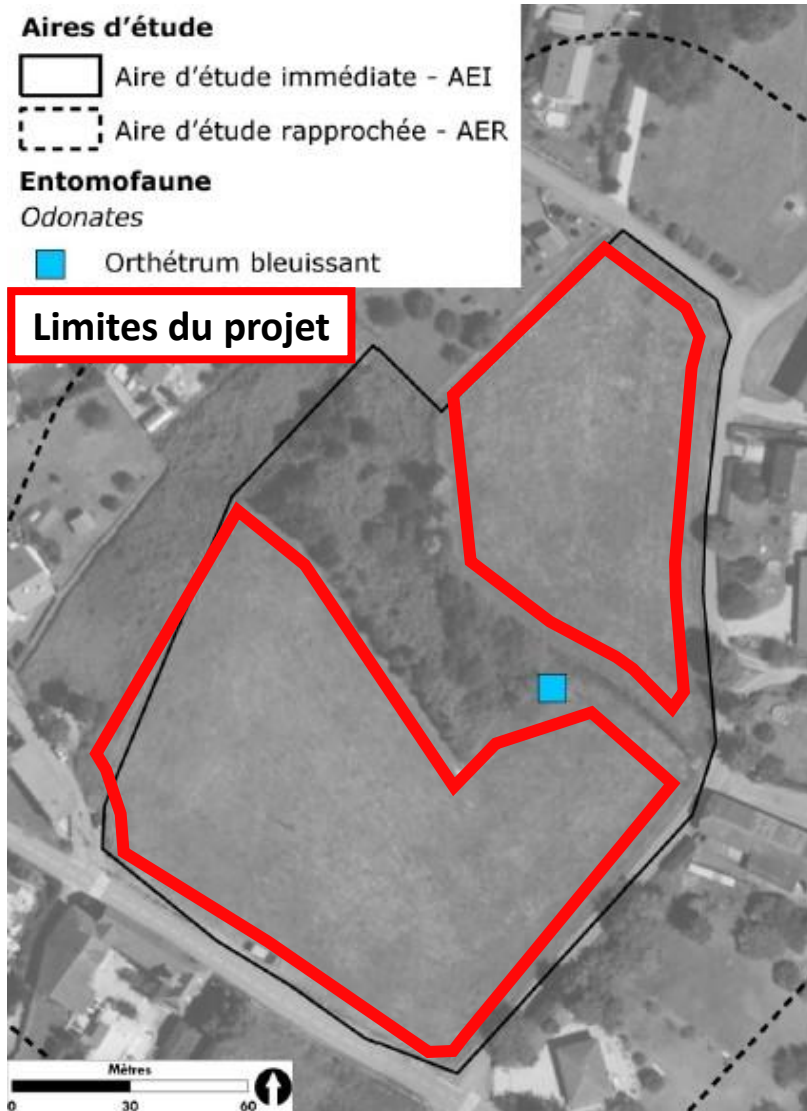 Aires d'étude
Aire d'étude immédiate - AEI
Aire d'étude rapprochée - AER
Entomofaune
Odonates
Orthétrum bleuissant
Limites du projet
Mètres
0 30 60